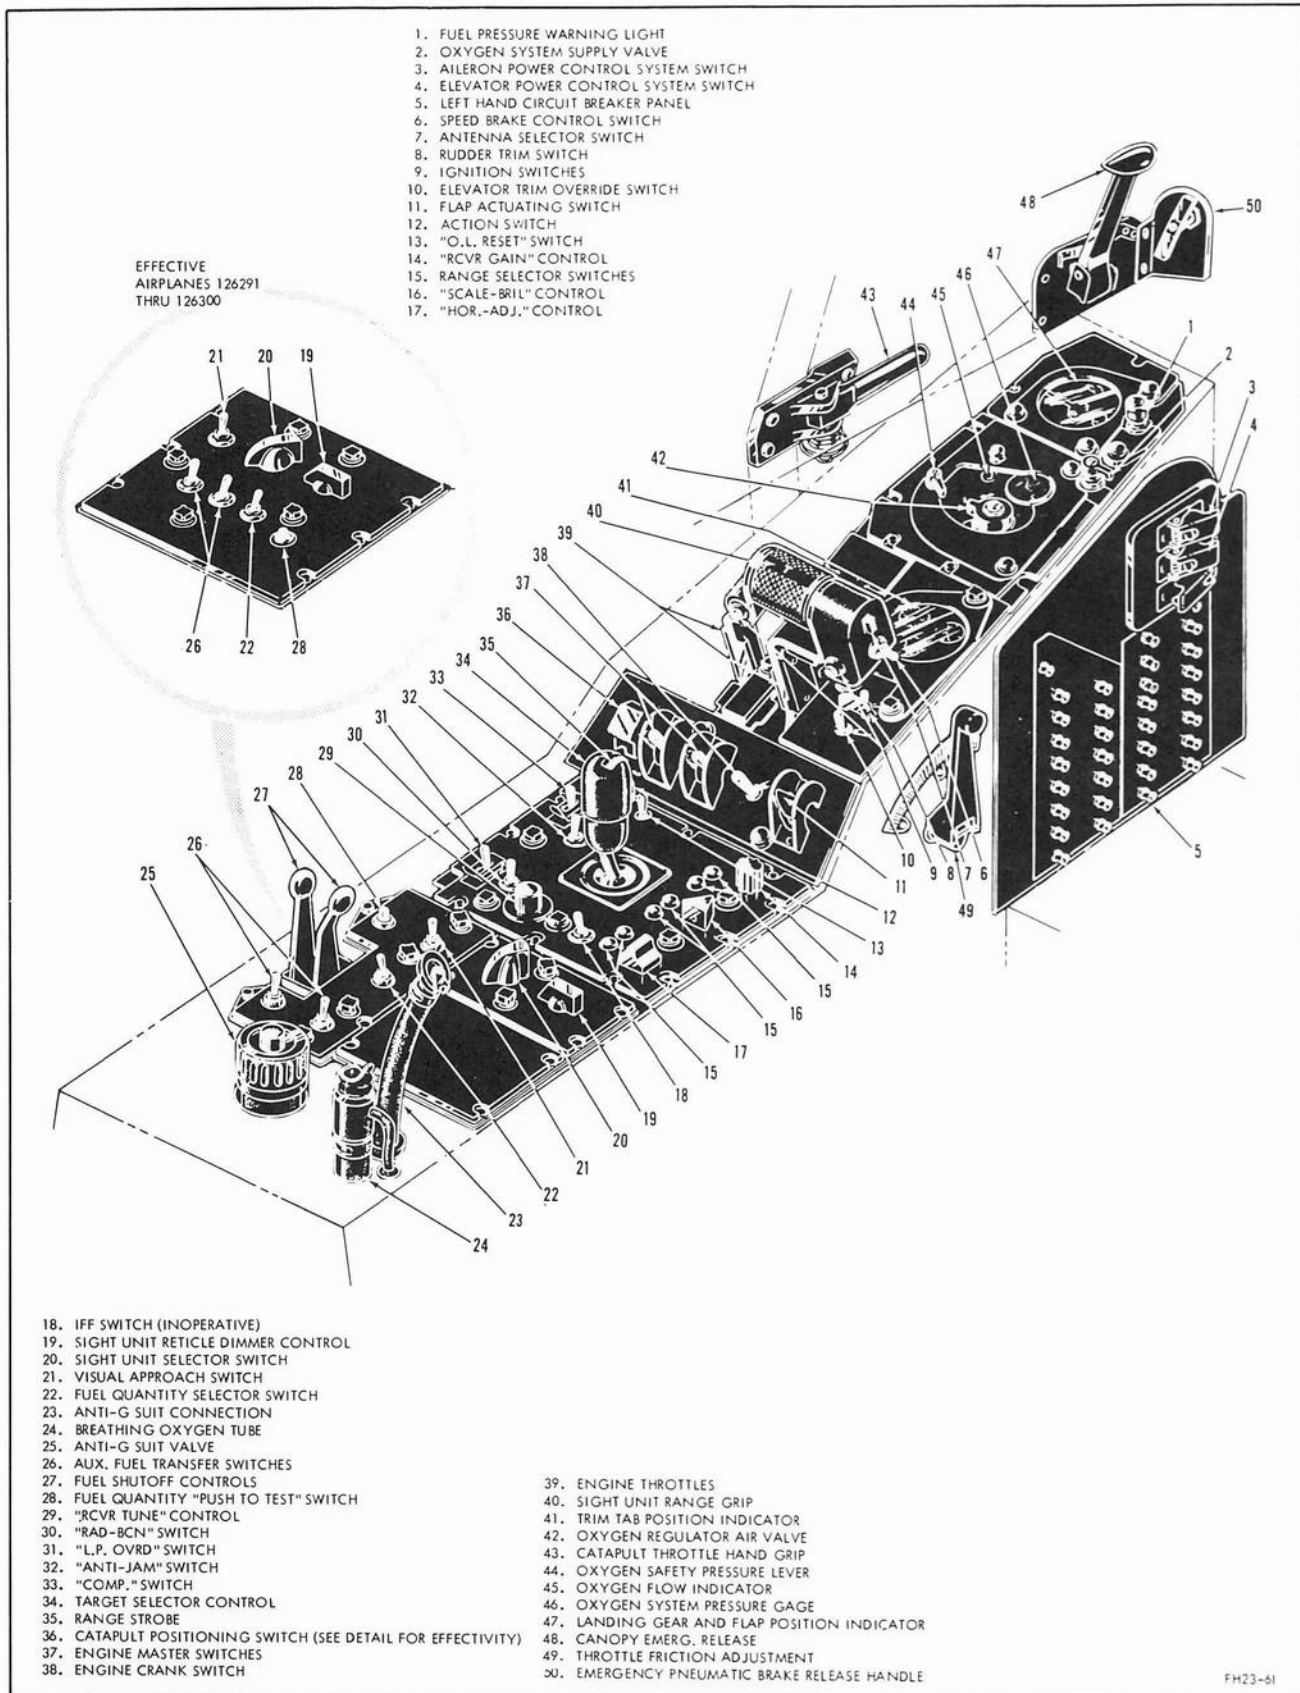 1. FUEL PRESSURE WARNING LIGHT
2. OXYGEN SYSTEM SUPPLY VALVE
3. AILERON POWER CONTROL SYSTEM SWITCH
4. ELEVATOR POWER CONTROL SYSTEM SWITCH
5. LEFT HAND CIRCUIT BREAKER PANEL
6. SPEED BRAKE CONTROL SWITCH
7. ANTENNA SELECTOR SWITCH
8. RUDDER TRIM SWITCH
9. IGNITION SWITCHES
10. ELEVATOR TRIM OVERRIDE SWITCH
11. FLAP ACTUATING SWITCH
12. ACTION SWITCH
13. "O.L. RESET" SWITCH
14. "RCVR GAIN" CONTROL
15. RANGE SELECTOR SWITCHES
16. "SCALE-BRIL" CONTROL
17. "HOR.-ADJ." CONTROL
EFFECTIVE
AIRPLANES 126291
THRU 126300
21 20 19
26 22 28
48
50
47
46
45
44
43
1
2
3
4
42
41
40
39
38
37
36
35
34
33
32
31
30
29
28
27
26
25
5
6
7
8
9
10
49
11
12
13
14
15
16
15
17
15
18
19
20
21
22
23
24
18. IFF SWITCH (INOPERATIVE)
19. SIGHT UNIT RETICLE DIMMER CONTROL
20. SIGHT UNIT SELECTOR SWITCH
21. VISUAL APPROACH SWITCH
22. FUEL QUANTITY SELECTOR SWITCH
23. ANTI-G SUIT CONNECTION
24. BREATHING OXYGEN TUBE
25. ANTI-G SUIT VALVE
26. AUX. FUEL TRANSFER SWITCHES
27. FUEL SHUTOFF CONTROLS
28. FUEL QUANTITY "PUSH TO TEST" SWITCH
29. "RCVR TUNE" CONTROL
30. "RAD-BCN" SWITCH
31. "L.P. OVRD" SWITCH
32. "ANTI-JAM" SWITCH
33. "COMP." SWITCH
34. TARGET SELECTOR CONTROL
35. RANGE STROBE
36. CATAPULT POSITIONING SWITCH (SEE DETAIL FOR EFFECTIVITY)
37. ENGINE MASTER SWITCHES
38. ENGINE CRANK SWITCH
39. ENGINE THROTTLES
40. SIGHT UNIT RANGE GRIP
41. TRIM TAB POSITION INDICATOR
42. OXYGEN REGULATOR AIR VALVE
43. CATAPULT THROTTLE HAND GRIP
44. OXYGEN SAFETY PRESSURE LEVER
45. OXYGEN FLOW INDICATOR
46. OXYGEN SYSTEM PRESSURE GAGE
47. LANDING GEAR AND FLAP POSITION INDICATOR
48. CANOPY EMERG. RELEASE
49. THROTTLE FRICTION ADJUSTMENT
50. EMERGENCY PNEUMATIC BRAKE RELEASE HANDLE
FH23-61